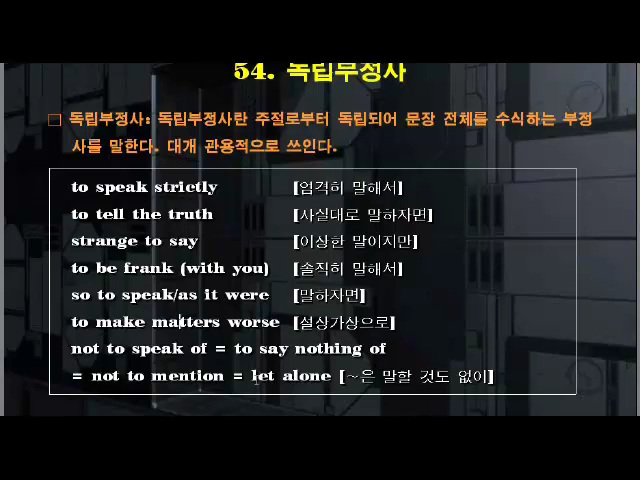 54. 독립부정사
□ 독립부정사: 독립부정사란 주절로부터 독립되어 문장 전체를 수식하는 부정
사를 말한다. 대개 관용적으로 쓰인다.
to speak strictly [엄격히 말해서]
to tell the truth [사실대로 말하자면]
strange to say [이상한 말이지만]
to be frank (with you) [솔직히 말해서]
so to speak/as it were [말하자면]
to make matters worse [설상가상으로]
not to speak of = to say nothing of
= not to mention = let alone [~은 말할 것도 없이]